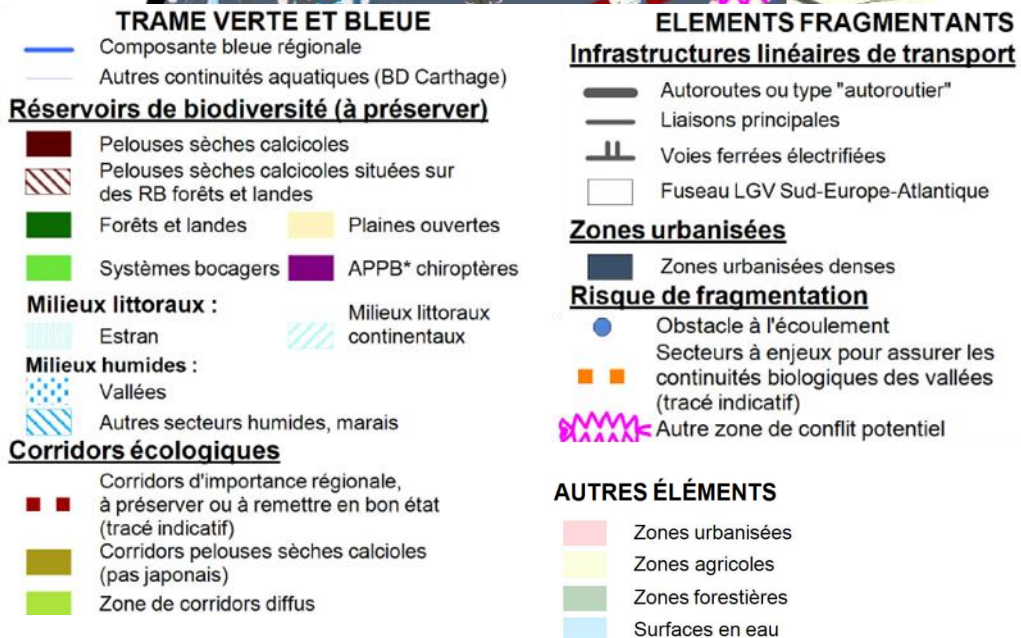 TRAME VERTE ET BLEUE
Composante bleue régionale
Autres continuités aquatiques (BD Carthage)
Réservoirs de biodiversité (à préserver)
Pelouses sèches calcicoles
Pelouses sèches calcicoles situées sur
des RB forêts et landes
Forêts et landes
Plaines ouvertes
Systèmes bocagers
APPB* chiroptères
Milieux littoraux :
Estran
Milieux littoraux
continentaux
Milieux humides :
Vallées
Autres secteurs humides, marais
Corridors écologiques
Corridors d'importance régionale,
à préserver ou à remettre en bon état
(tracé indicatif)
Corridors pelouses sèches calcioles
(pas japonais)
Zone de corridors diffus
ELEMENTS FRAGMENTANTS
Infrastructures linéaires de transport
Autoroutes ou type "autoroutier"
Liaisons principales
Voies ferrées électrifiées
Fuseau LGV Sud-Europe-Atlantique
Zones urbanisées
Zones urbanisées denses
Risque de fragmentation
Obstacle à l'écoulement
Secteurs à enjeux pour assurer les
continuités biologiques des vallées
(tracé indicatif)
Autre zone de conflit potentiel
AUTRES ÉLÉMENTS
Zones urbanisées
Zones agricoles
Zones forestières
Surfaces en eau